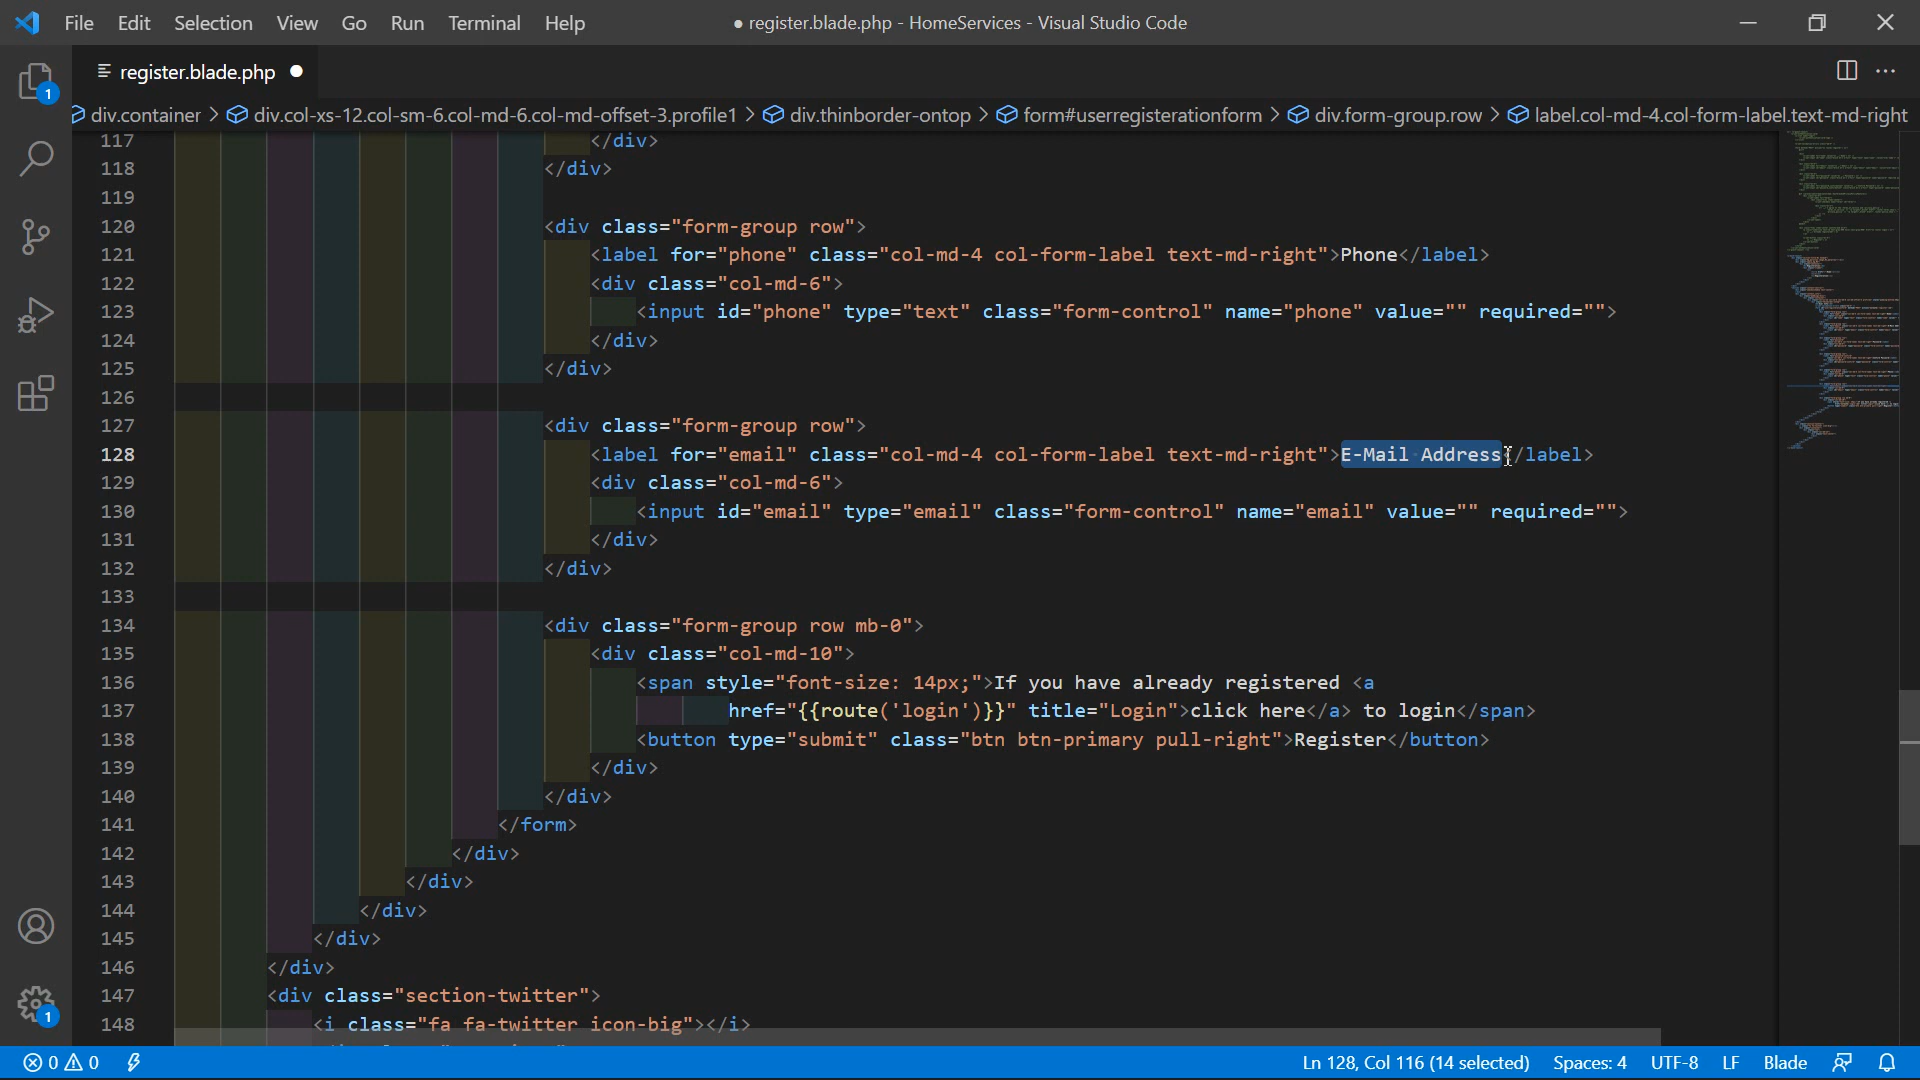 File Edit Selection View Go Run Terminal Help
● register.blade.php - HomeServices - Visual Studio Code
register.blade.php ●
div.container > div.col-xs-12.col-sm-6.col-md-6.col-md-offset-3.profile1 > div.thinborder-ontop > form#userregisterationform > div.form-group.row > label.col-md-4.col-form-label.text-md-right
1
117 </div>
118 </div>
119
120 <div class="form-group row">
121 <label for="phone" class="col-md-4 col-form-label text-md-right">Phone</label>
122 <div class="col-md-6">
123 <input id="phone" type="text" class="form-control" name="phone" value="" required="">
124 </div>
125 </div>
126
127 <div class="form-group row">
128 <label for="email" class="col-md-4 col-form-label text-md-right">E-Mail Address</label>
129 <div class="col-md-6">
130 <input id="email" type="email" class="form-control" name="email" value="" required="">
131 </div>
132 </div>
133
134 <div class="form-group row mb-0">
135 <div class="col-md-10">
136 <span style="font-size: 14px;">If you have already registered <a
137 href="{{route('login')}}" title="Login">click here</a> to login</span>
138 <button type="submit" class="btn btn-primary pull-right">Register</button>
139 </div>
140 </div>
141 </form>
142 </div>
143 </div>
144 </div>
145 </div>
146 </div>
147 <div class="section-twitter">
148 <i class="fa fa-twitter icon-big"></i>
1
0 0 Ln 128, Col 116 (14 selected) Spaces: 4 UTF-8 LF Blade